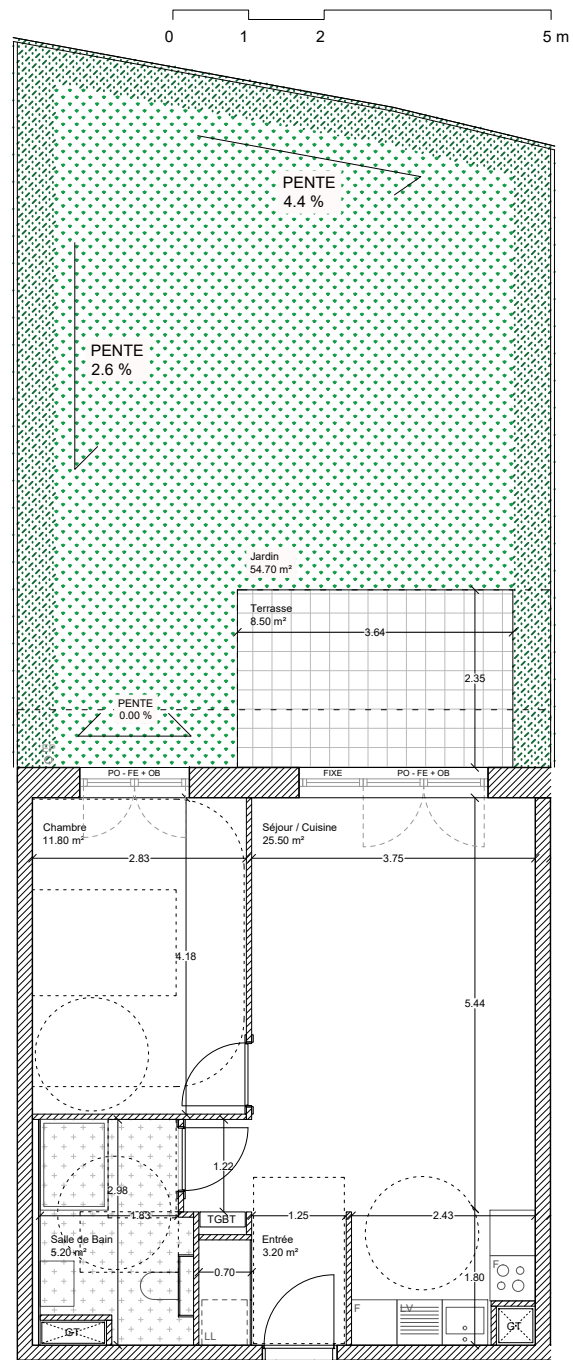 0 1 2 5 m
PENTE
4.4 %
PENTE
2.6 %
Jardin
54.70 m²
Terrasse
8.50 m²
3.64
2.35
PENTE
0.00 %
PO - FE + OB
FIXE
PO - FE + OB
Chambre
11.80 m²
Séjour / Cuisine
25.50 m²
2.83
3.75
4.18
5.44
1.22
2.98
1.83
TGBT
1.25
2.43
Salle de Bain
5.20 m²
Entrée
3.20 m²
0.70
1.80
F
F
LV
LL
GT
GT